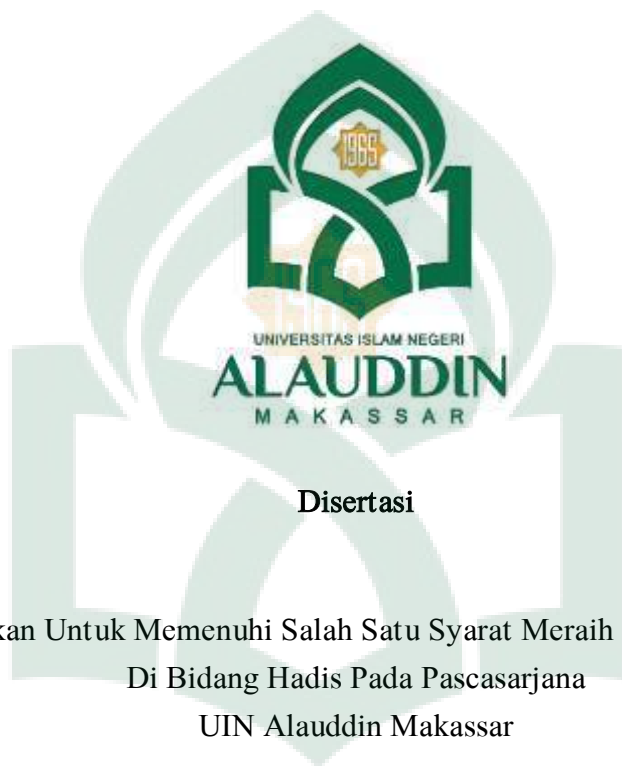 1965
UNIVERSITAS ISLAM NEGERI
ALAUDDIN
MAKASSAR
Disertasi
kan Untuk Memenuhi Salah Satu Syarat Meraih
Di Bidang Hadis Pada Pascasarjana
UIN Alauddin Makassar